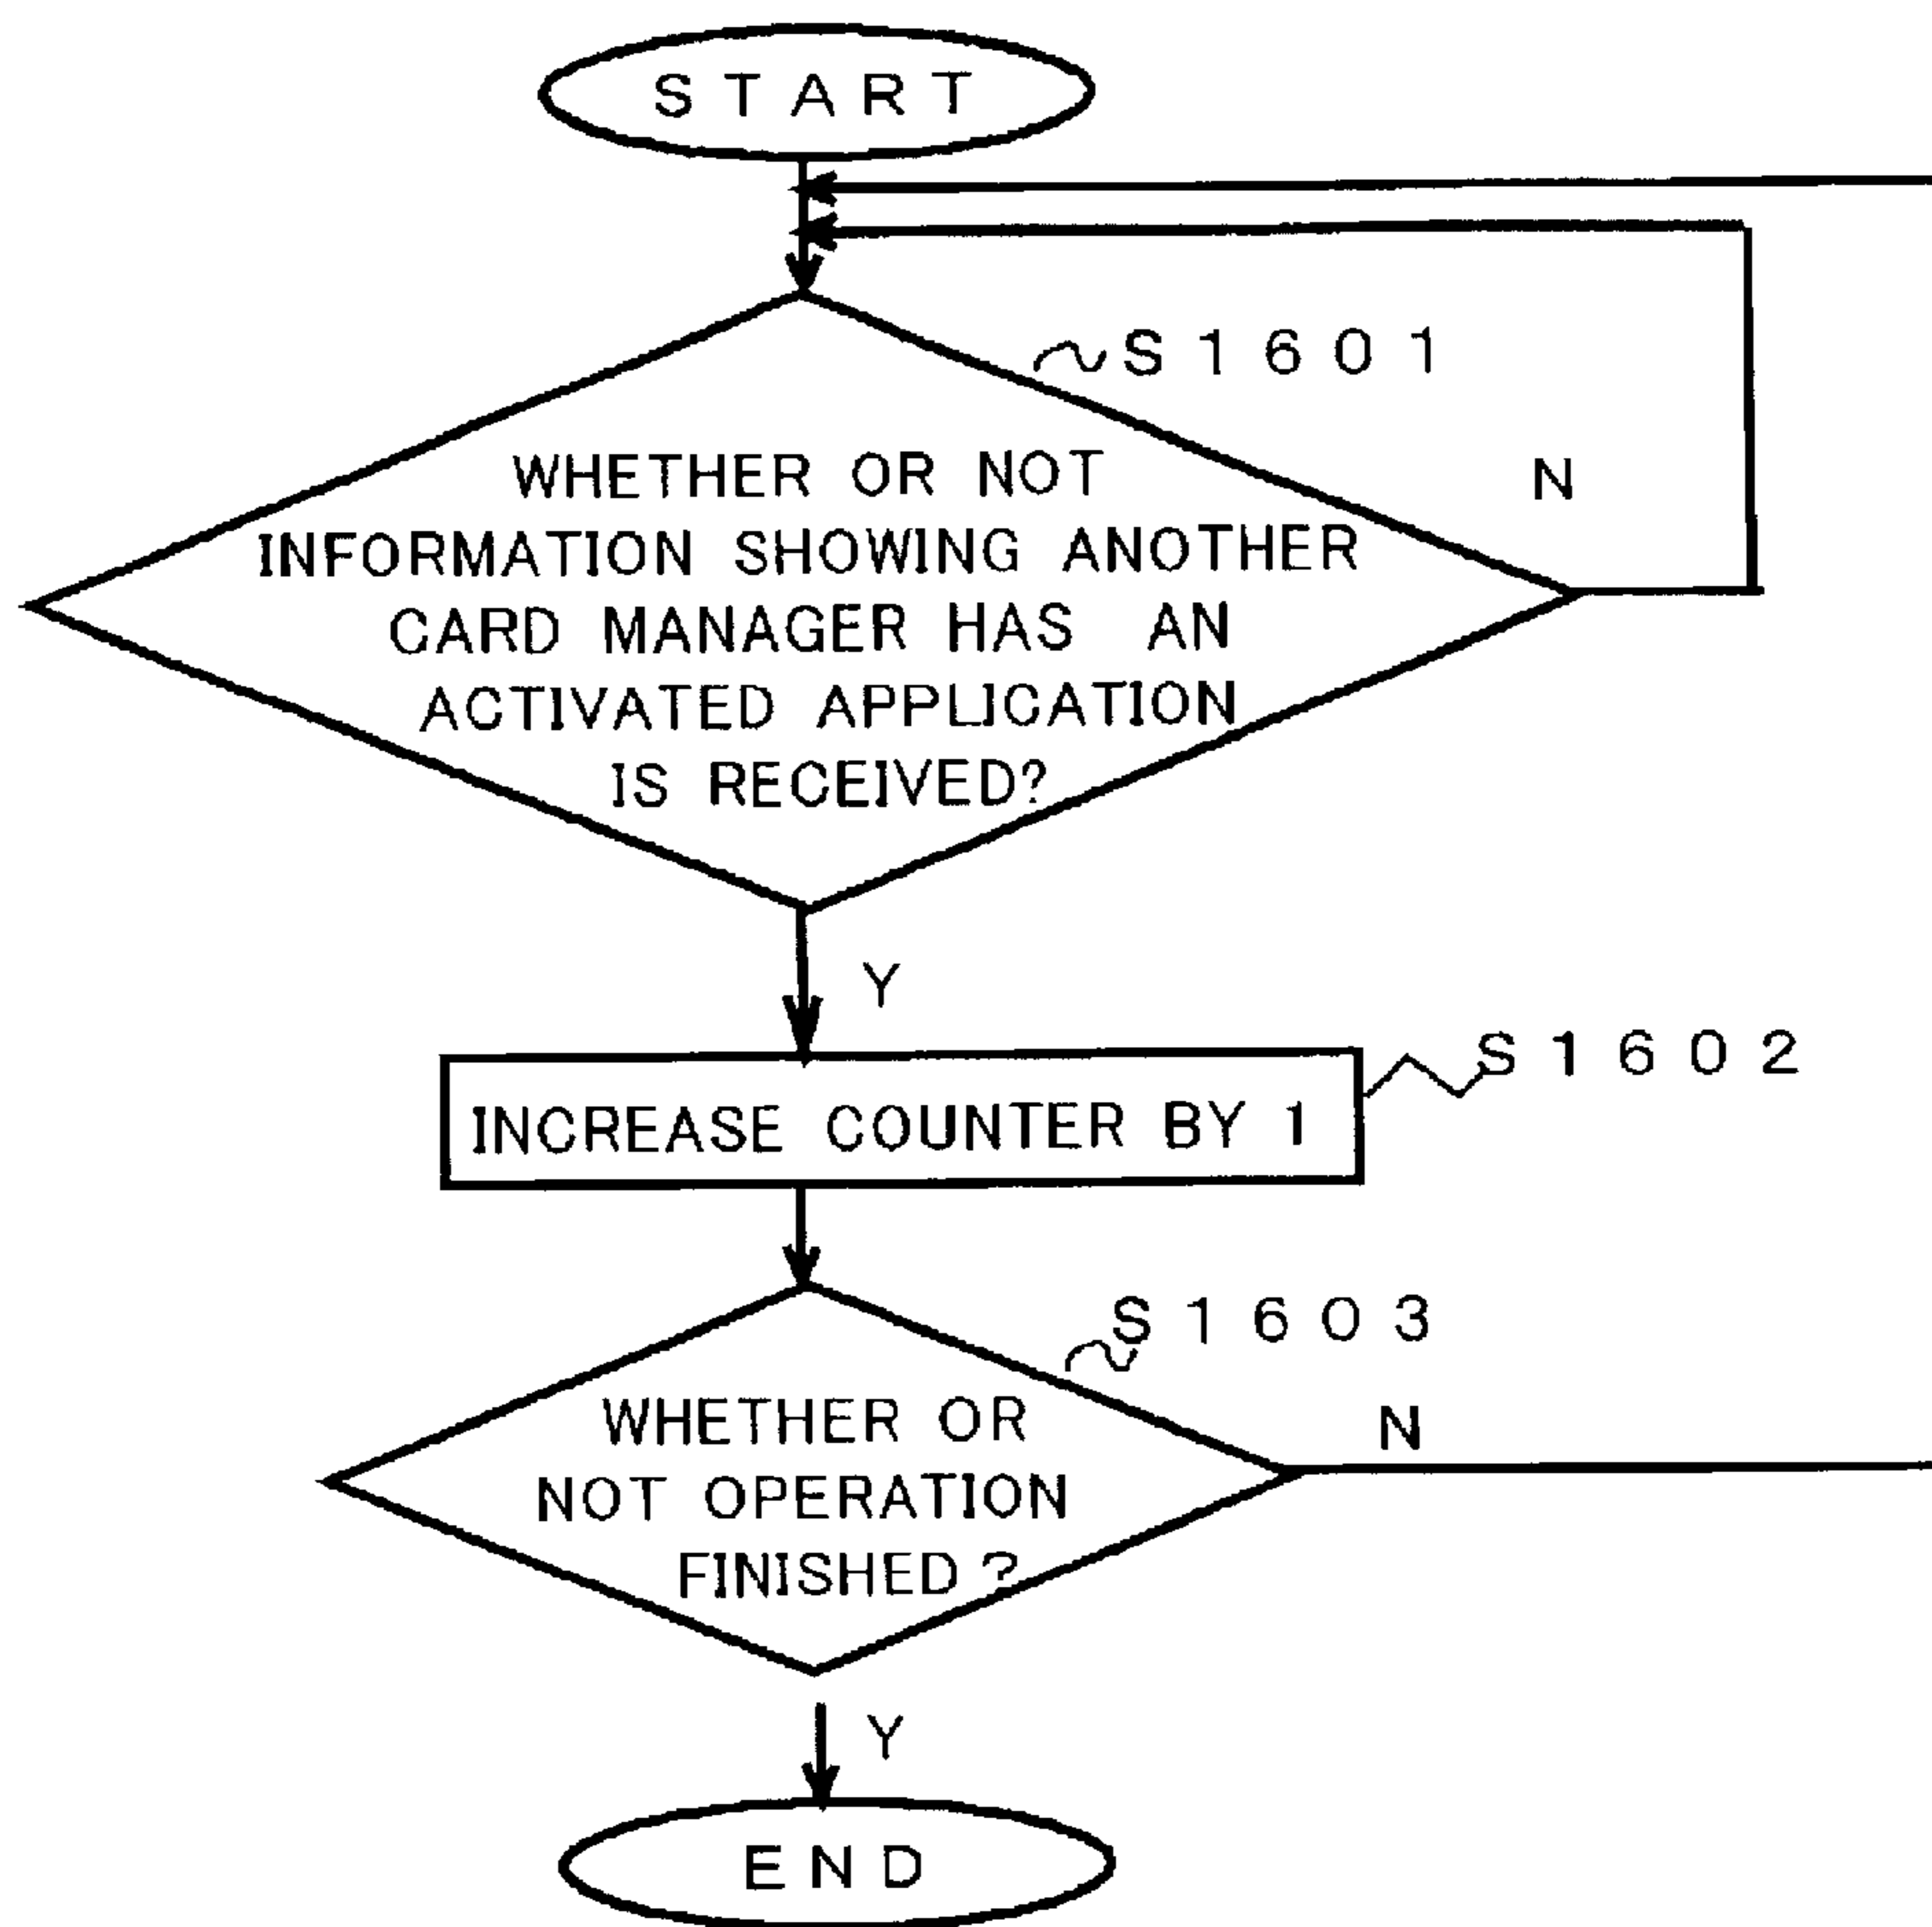 START
S1601
WHETHER OR NOT
INFORMATION SHOWING ANOTHER
CARD MANAGER HAS AN
ACTIVATED APPLICATION
IS RECEIVED?
N
Y
INCREASE COUNTER BY 1
S1602
S1603
WHETHER OR
NOT OPERATION
FINISHED ?
N
Y
END